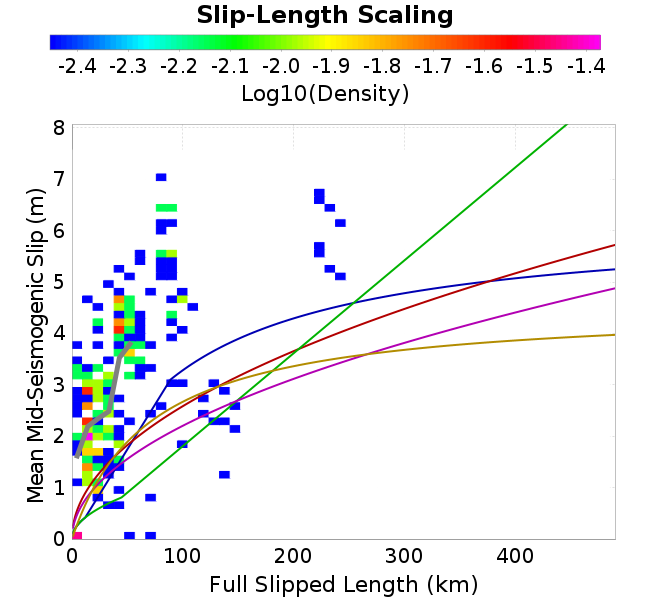 Slip-Length Scaling
-2.4 -2.3 -2.2 -2.1 -2.0 -1.9 -1.8 -1.7 -1.6 -1.5 -1.4
Log10(Density)
8
7
6
5
4
3
2
1
0
Mean Mid-Seismogenic Slip (m)
0 100 200 300 400
Full Slipped Length (km)